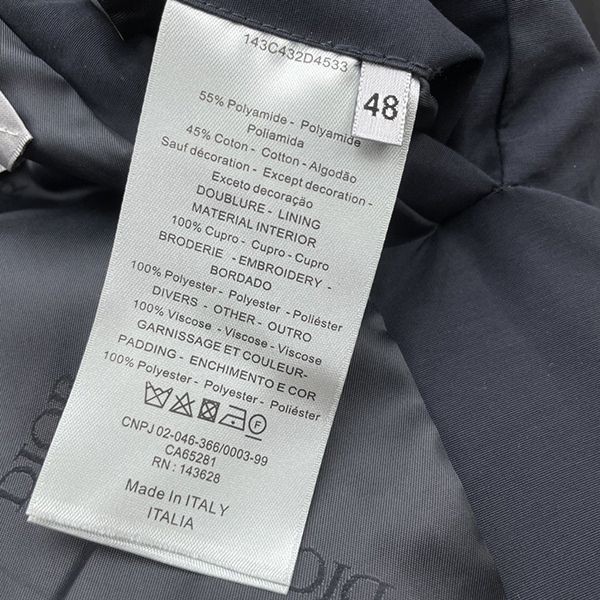 143C432D4533
48
55% Polyamide - Polyamide
Poliamida
45% Coton - Cotton - Algodão
Sauf décoration - Except decoration -
Exceto decoração
DOUBLURE - LINING
MATERIAL INTERIOR
100% Cupro - Cupro - Cupro
BRODERIE - EMBROIDERY -
BORDADO
100% Polyester - Polyester - Poliéster
DIVERS - OTHER - OUTRO
100% Viscose - Viscose - Viscose
GARNISSAGE ET COULEUR-
PADDING - ENCHIMENTO E COR
100% Polyester - Polyester - Poliéster
F
CNPJ 02-046-366/0003-99
CA65281
RN : 143628
Made In ITALY
ITALIA
DIOR
DIOR